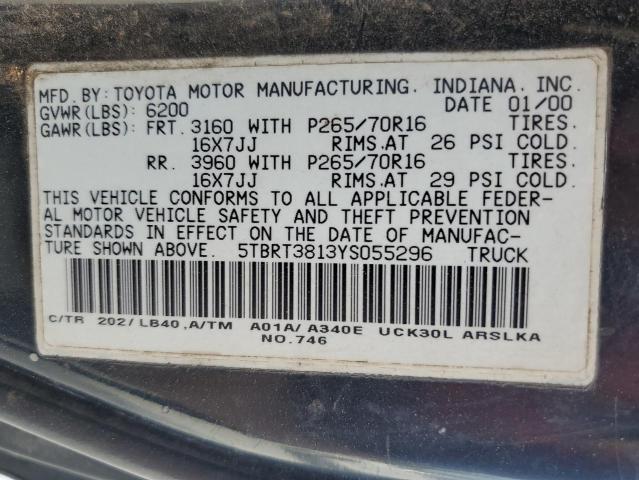 MFD. BY: TOYOTA MOTOR MANUFACTURING. INDIANA. INC.
GVWR(LBS): 6200 DATE 01/00
GAWR(LBS): FRT. 3160 WITH P265/70R16 TIRES.
16X7JJ RIMS.AT 26 PSI COLD.
RR. 3960 WITH P265/70R16 TIRES.
16X7JJ RIMS.AT 29 PSI COLD.
THIS VEHICLE CONFORMS TO ALL APPLICABLE FEDER-
AL MOTOR VEHICLE SAFETY AND THEFT PREVENTION
STANDARDS IN EFFECT ON THE DATE OF MANUFAC-
TURE SHOWN ABOVE. 5TBRT3813YS055296 TRUCK
C/TR 202/ LB40 ,A/TM A01A/ A340E UCK30L ARSLKA
NO.746